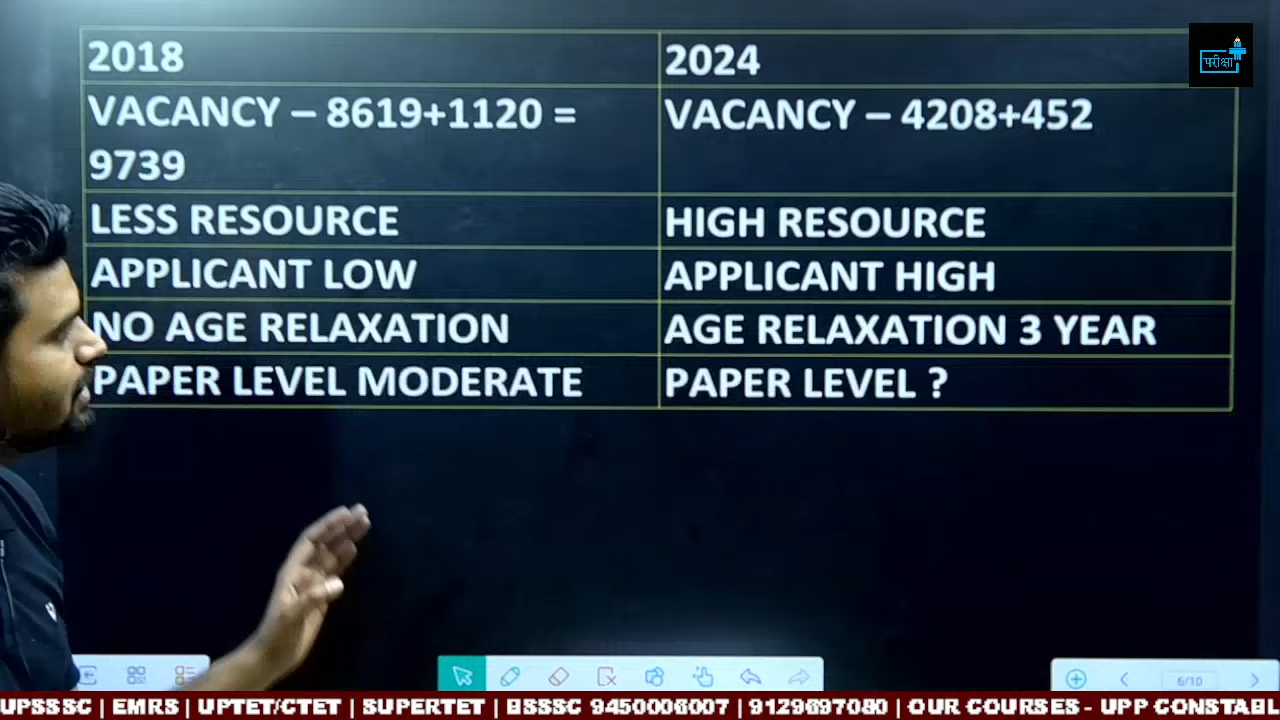 2018
2024
परीक्षा
VACANCY – 8619+1120 =
9739
VACANCY – 4208+452
LESS RESOURCE
HIGH RESOURCE
APPLICANT LOW
APPLICANT HIGH
NO AGE RELAXATION
AGE RELAXATION 3 YEAR
PAPER LEVEL MODERATE
PAPER LEVEL ?
6/10
UPSSSC | EMRS | UPTET/CTET | SUPERTET | BSSSC 9450006007 | 9129697080 | OUR COURSES - UPP CONSTABL